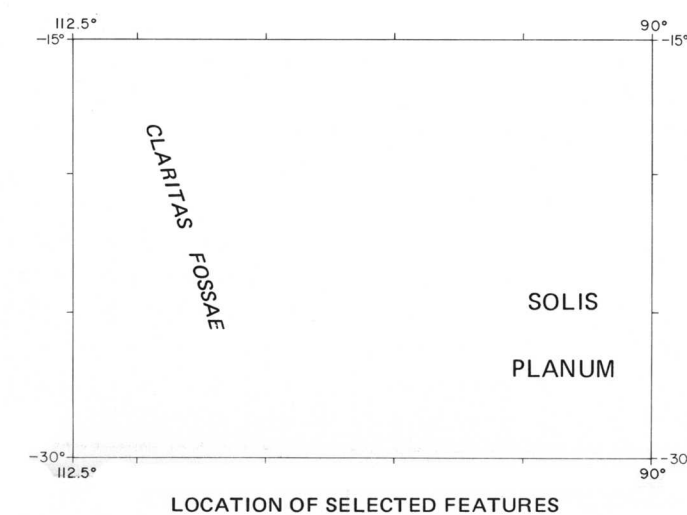 112.5° 90°
-15° -15°
CLARITAS FOSSAE
SOLIS
PLANUM
-30° -30
112.5° 90°
LOCATION OF SELECTED FEATURES